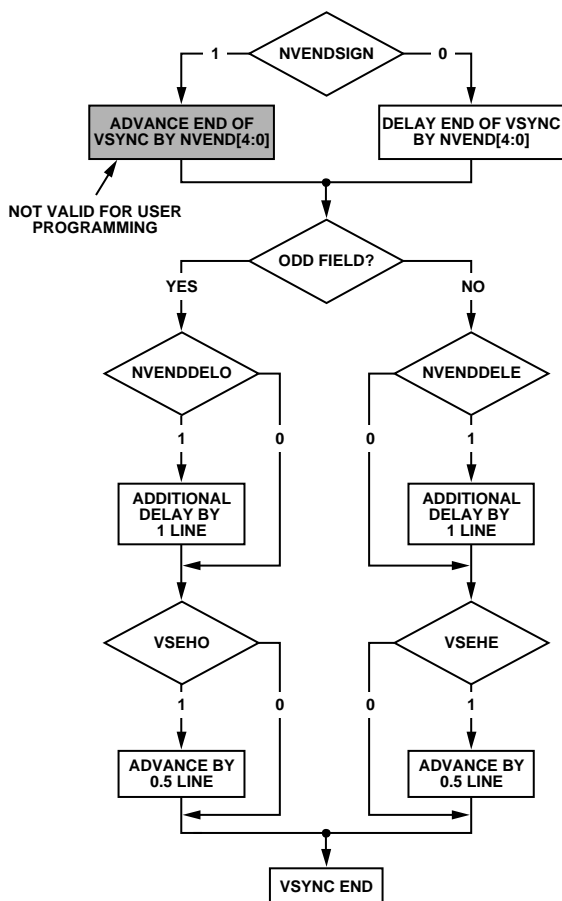 NVENDSIGN
1
0
ADVANCE END OF
VSYNC BY NVEND[4:0]
DELAY END OF VSYNC
BY NVEND[4:0]
NOT VALID FOR USER
PROGRAMMING
ODD FIELD?
YES
NO
NVENDDELO
NVENDDELE
1
0
0
1
ADDITIONAL
DELAY BY
1 LINE
ADDITIONAL
DELAY BY
1 LINE
VSEHO
VSEHE
1
0
0
1
ADVANCE BY
0.5 LINE
ADVANCE BY
0.5 LINE
VSYNC END